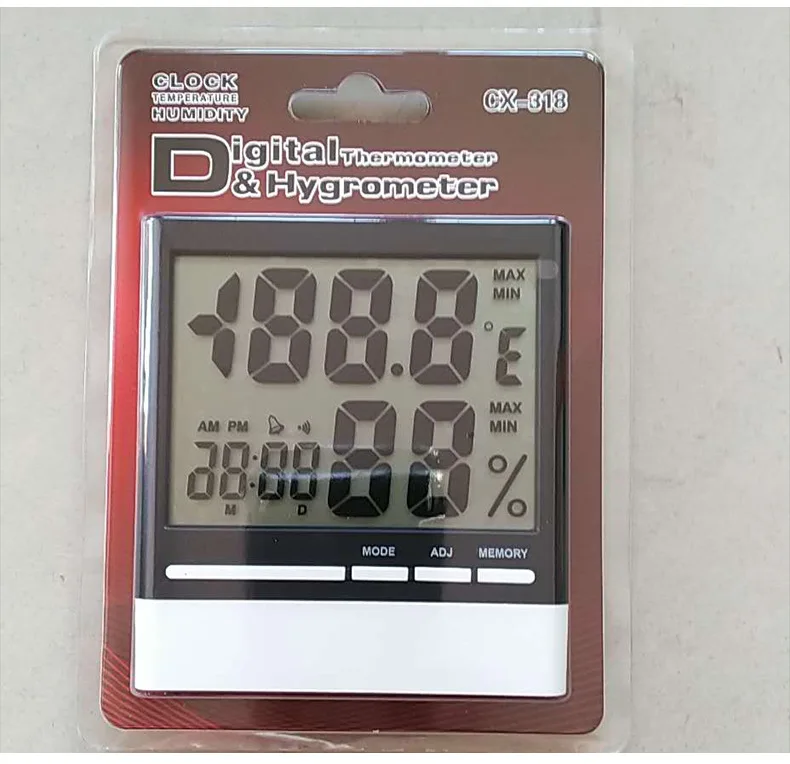 CLOCK
TEMPERATURE
HUMIDITY
CX-318
Digital Thermometer
& Hygrometer
188.8 °E
MAX
MIN
AM PM
MAX
MIN
88:88
88 %
M D
MODE ADJ MEMORY